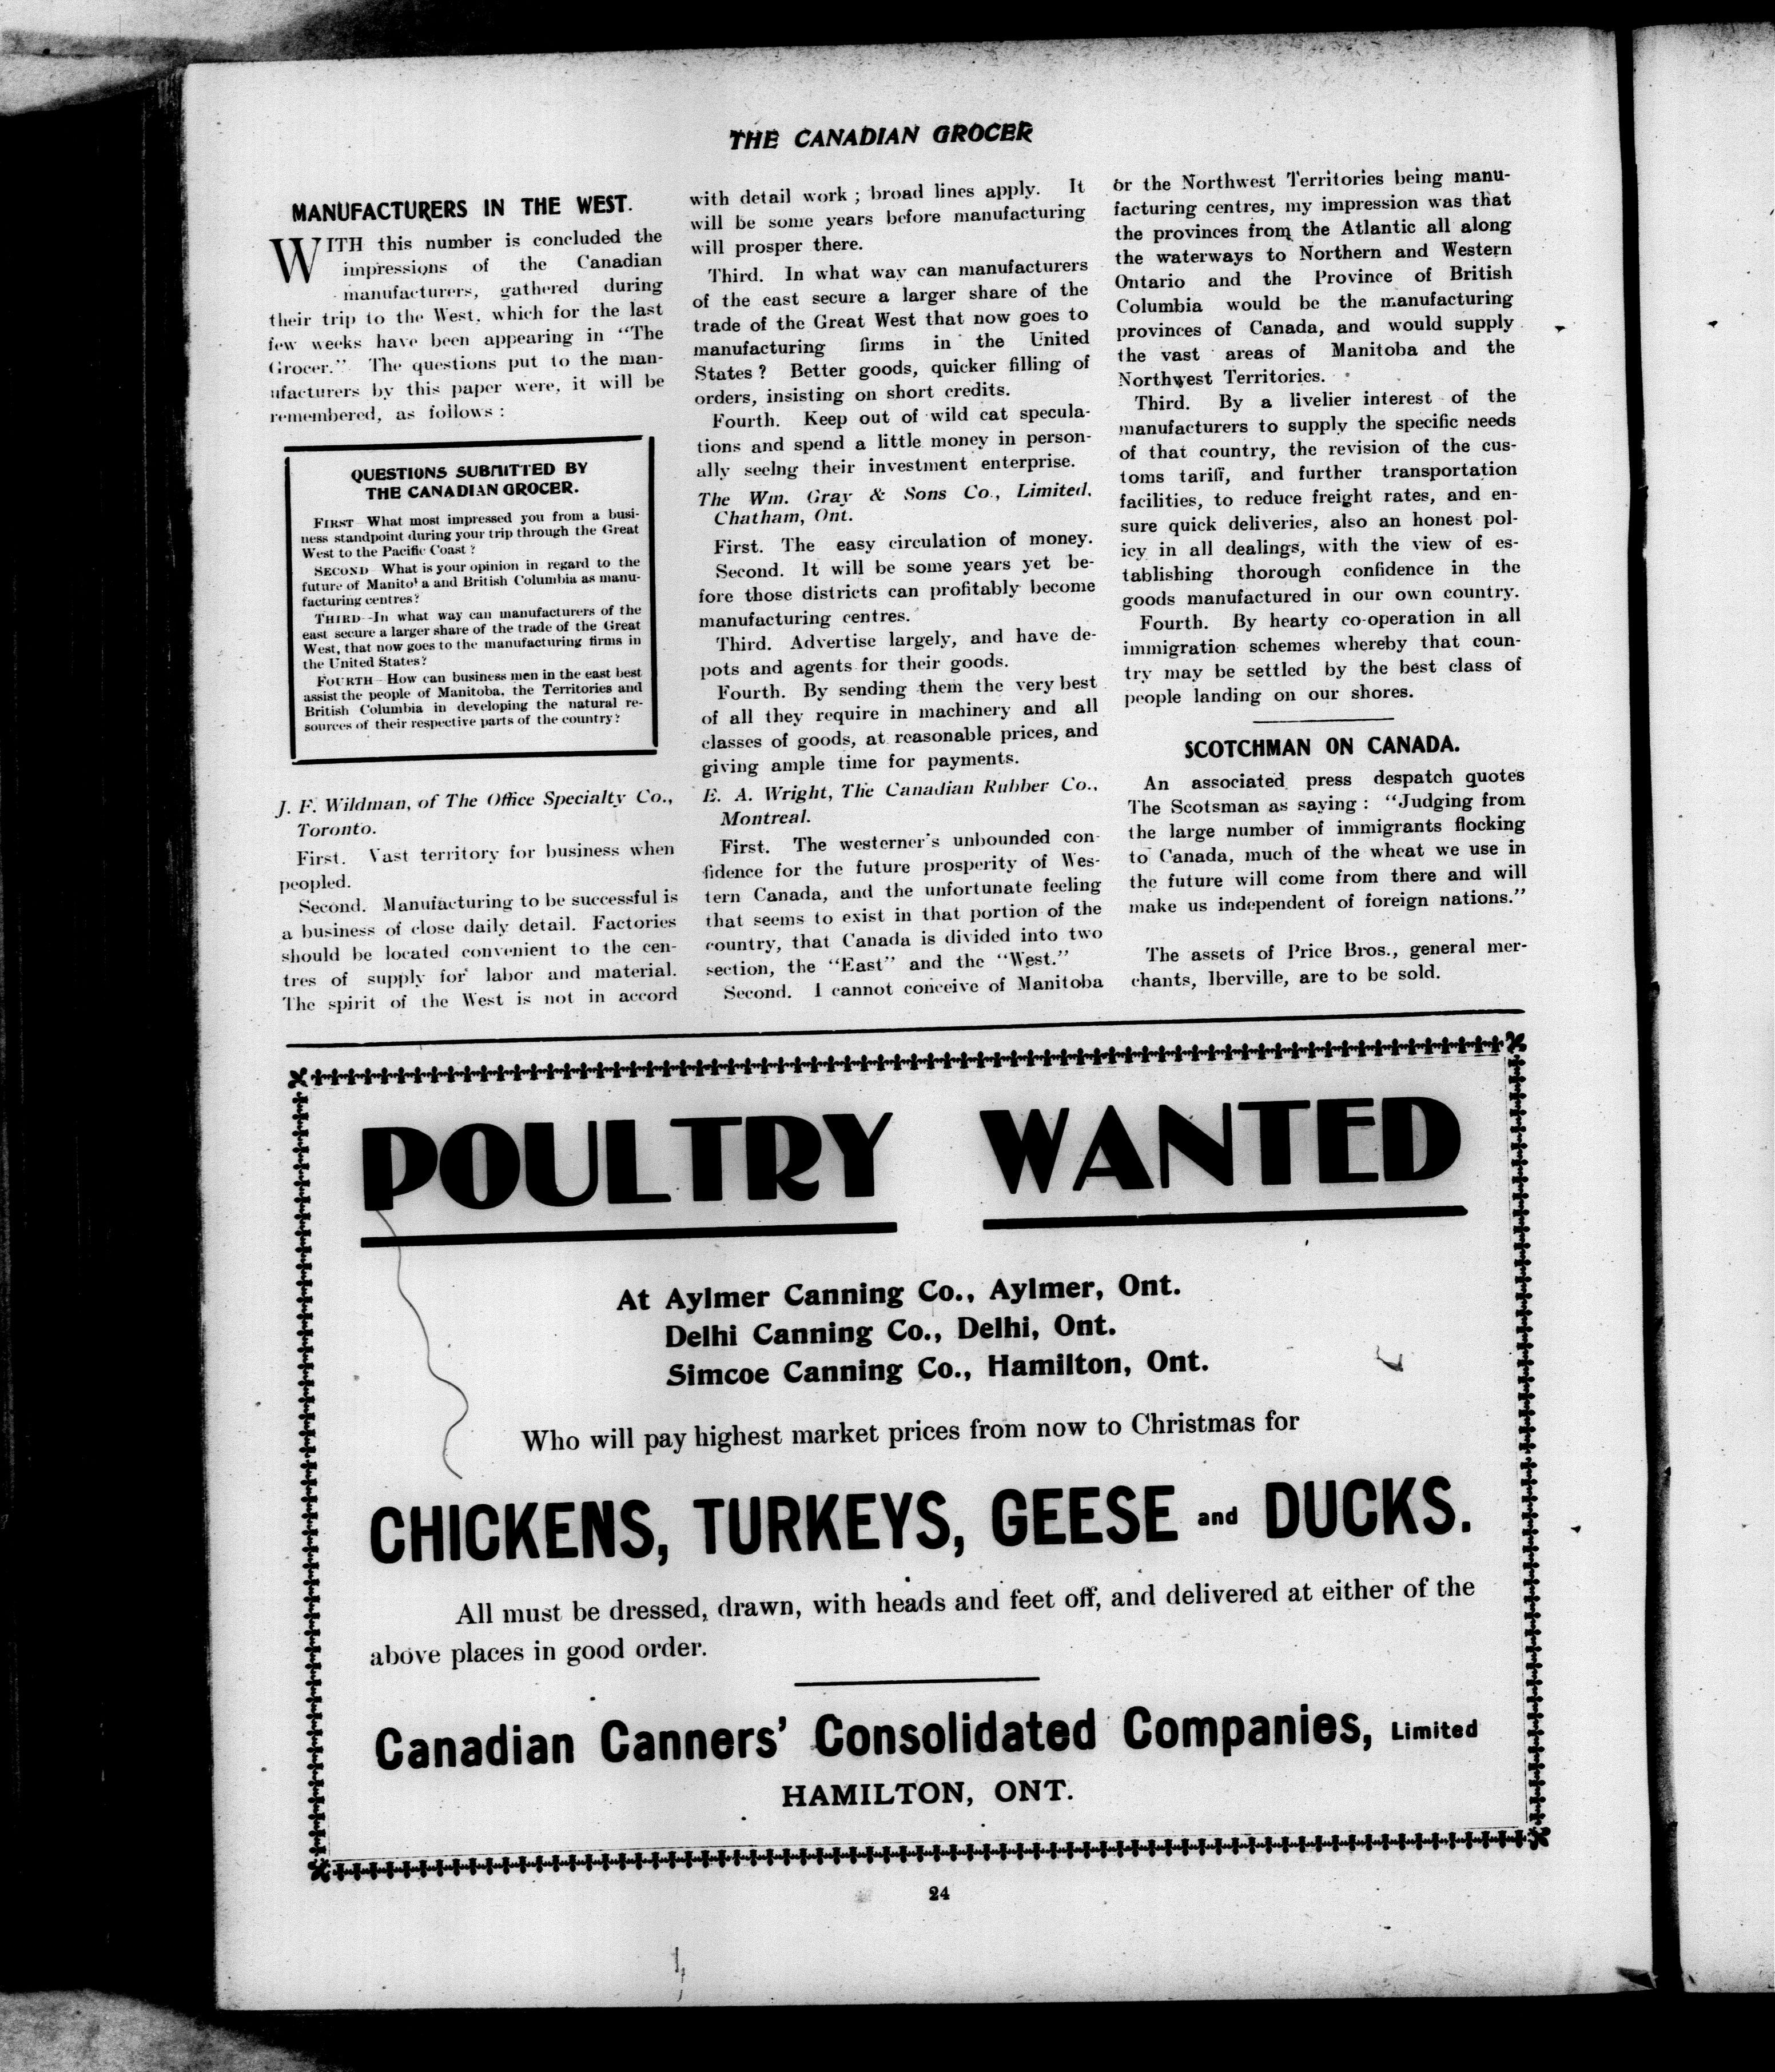 THE CANADIAN GROCER
MANUFACTURERS IN THE WEST.
WITH this number is concluded the
impressions of the Canadian
manufacturers, gathered during
their trip to the West, which for the last
few weeks have been appearing in "The
Grocer." The questions put to the man-
ufacturers by this paper were, it will be
remembered, as follows :
QUESTIONS SUBMITTED BY
THE CANADIAN GROCER.
FIRST—What most impressed you from a busi-
ness standpoint during your trip through the Great
West to the Pacific Coast ?
SECOND—What is your opinion in regard to the
future of Manitoba and British Columbia as manu-
facturing centres?
THIRD—In what way can manufacturers of the
east secure a larger share of the trade of the Great
West, that now goes to the manufacturing firms in
the United States?
FOURTH—How can business men in the east best
assist the people of Manitoba, the Territories and
British Columbia in developing the natural re-
sources of their respective parts of the country?
J. F. Wildman, of The Office Specialty Co.,
Toronto.
First. Vast territory for business when
peopled.
Second. Manufacturing to be successful is
a business of close daily detail. Factories
should be located convenient to the cen-
tres of supply for labor and material.
The spirit of the West is not in accord
with detail work ; broad lines apply. It
will be some years before manufacturing
will prosper there.
Third. In what way can manufacturers
of the east secure a larger share of the
trade of the Great West that now goes to
manufacturing firms in the United
States ? Better goods, quicker filling of
orders, insisting on short credits.
Fourth. Keep out of wild cat specula-
tions and spend a little money in person-
ally seeing their investment enterprise.
The Wm. Gray & Sons Co., Limited,
Chatham, Ont.
First. The easy circulation of money.
Second. It will be some years yet be-
fore those districts can profitably become
manufacturing centres.
Third. Advertise largely, and have de-
pots and agents for their goods.
Fourth. By sending them the very best
of all they require in machinery and all
classes of goods, at reasonable prices, and
giving ample time for payments.
E. A. Wright, The Canadian Rubber Co.,
Montreal.
First. The westerner's unbounded con-
fidence for the future prosperity of Wes-
tern Canada, and the unfortunate feeling
that seems to exist in that portion of the
country, that Canada is divided into two
section, the "East" and the "West."
Second. I cannot conceive of Manitoba
or the Northwest Territories being manu-
facturing centres, my impression was that
the provinces from the Atlantic all along
the waterways to Northern and Western
Ontario and the Province of British
Columbia would be the manufacturing
provinces of Canada, and would supply
the vast areas of Manitoba and the
Northwest Territories.
Third. By a livelier interest of the
manufacturers to supply the specific needs
of that country, the revision of the cus-
toms tariff, and further transportation
facilities, to reduce freight rates, and en-
sure quick deliveries, also an honest pol-
icy in all dealings, with the view of es-
tablishing thorough confidence in the
goods manufactured in our own country.
Fourth. By hearty co-operation in all
immigration schemes whereby that coun-
try may be settled by the best class of
people landing on our shores.
SCOTCHMAN ON CANADA.
An associated press despatch quotes
The Scotsman as saying : "Judging from
the large number of immigrants flocking
to Canada, much of the wheat we use in
the future will come from there and will
make us independent of foreign nations."
The assets of Price Bros., general mer-
chants, Iberville, are to be sold.
POULTRY WANTED
At Aylmer Canning Co., Aylmer, Ont.
Delhi Canning Co., Delhi, Ont.
Simcoe Canning Co., Hamilton, Ont.
Who will pay highest market prices from now to Christmas for
CHICKENS, TURKEYS, GEESE and DUCKS.
All must be dressed, drawn, with heads and feet off, and delivered at either of the
above places in good order.
Canadian Canners' Consolidated Companies, Limited
HAMILTON, ONT.
24